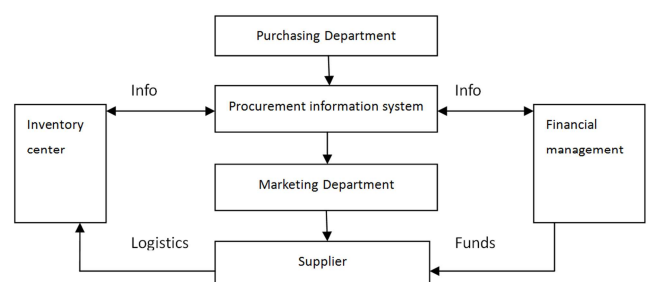 Purchasing Department
Info
Info
Procurement information system
Inventory
center
Financial
management
Marketing Department
Logistics
Funds
Supplier